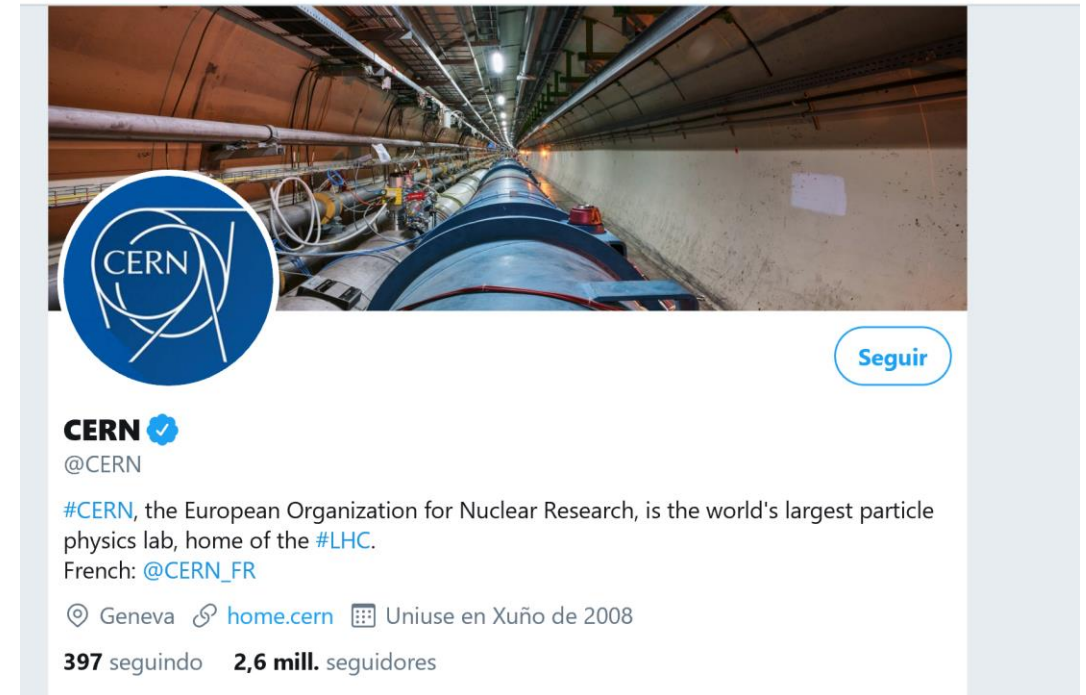 CERN
Seguir
CERN
@CERN
#CERN, the European Organization for Nuclear Research, is the world's largest particle
physics lab, home of the #LHC.
French: @CERN_FR
Geneva home.cern Uniuse en Xuño de 2008
397 seguindo 2,6 mill. seguidores